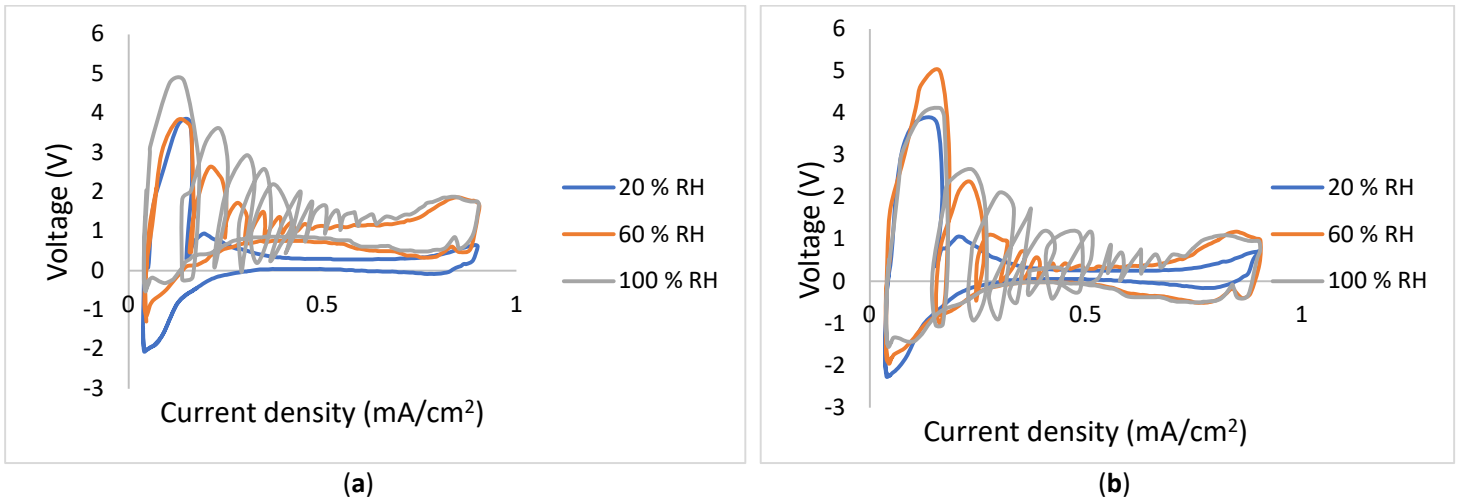 6
5
4
3
2
1
0
-1
-2
-3
0
0.5
1
Voltage (V)
Current density (mA/cm²)
20 % RH
60 % RH
100 % RH
(a)
6
5
4
3
2
1
0
-1
-2
-3
0
0.5
1
Voltage (V)
Current density (mA/cm²)
20 % RH
60 % RH
100 % RH
(b)